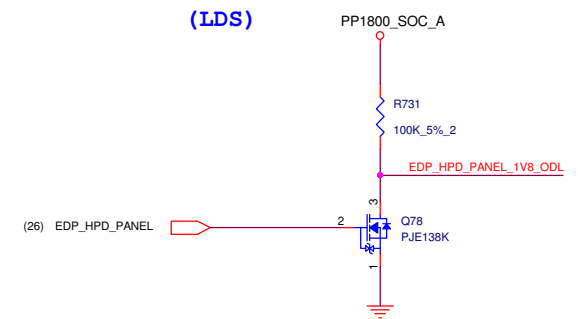 (LDS)
PP1800_SOC_A
R731
100K_5%_2
EDP_HPD_PANEL_1V8_ODL
3
(26) EDP_HPD_PANEL
2
Q78
PJE138K
1